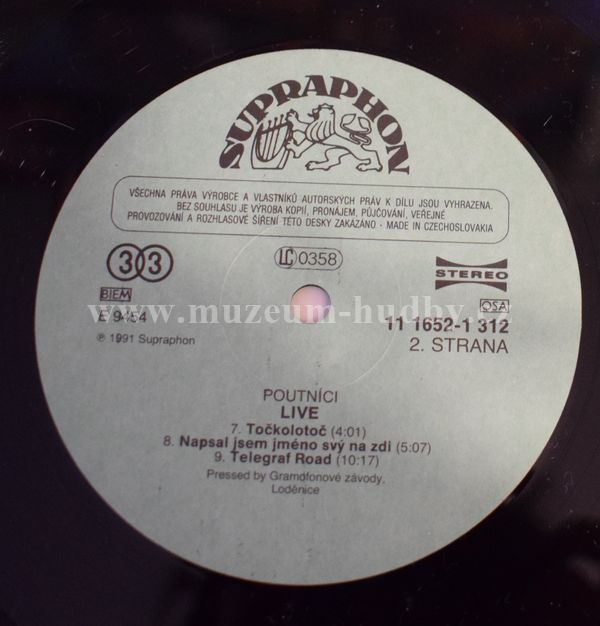 SUPRAPHON
VŠECHNA PRÁVA VÝROBCE A VLASTNÍKŮ AUTORSKÝCH PRÁV K DÍLU JSOU VYHRAZENA.
BEZ SOUHLASU JE VÝROBA KOPIÍ, PRONÁJEM, PŮJČOVÁNÍ, VEŘEJNÉ
PROVOZOVÁNÍ A ROZHLASOVÉ ŠÍŘENÍ TÉTO DESKY ZAKÁZÁNO · MADE IN CZECHOSLOVAKIA
33
LC 0358
STEREO
BIEM
OSA
www.muzeum-hudby.cz
E 9454
11 1652-1 312
℗ 1991 Supraphon
2. STRANA
POUTNÍCI
LIVE
7. Točkolotoč (4:01)
8. Napsal jsem jméno svý na zdi (5:07)
9. Telegraf Road (10:17)
Pressed by Gramofonové závody,
Loděnice